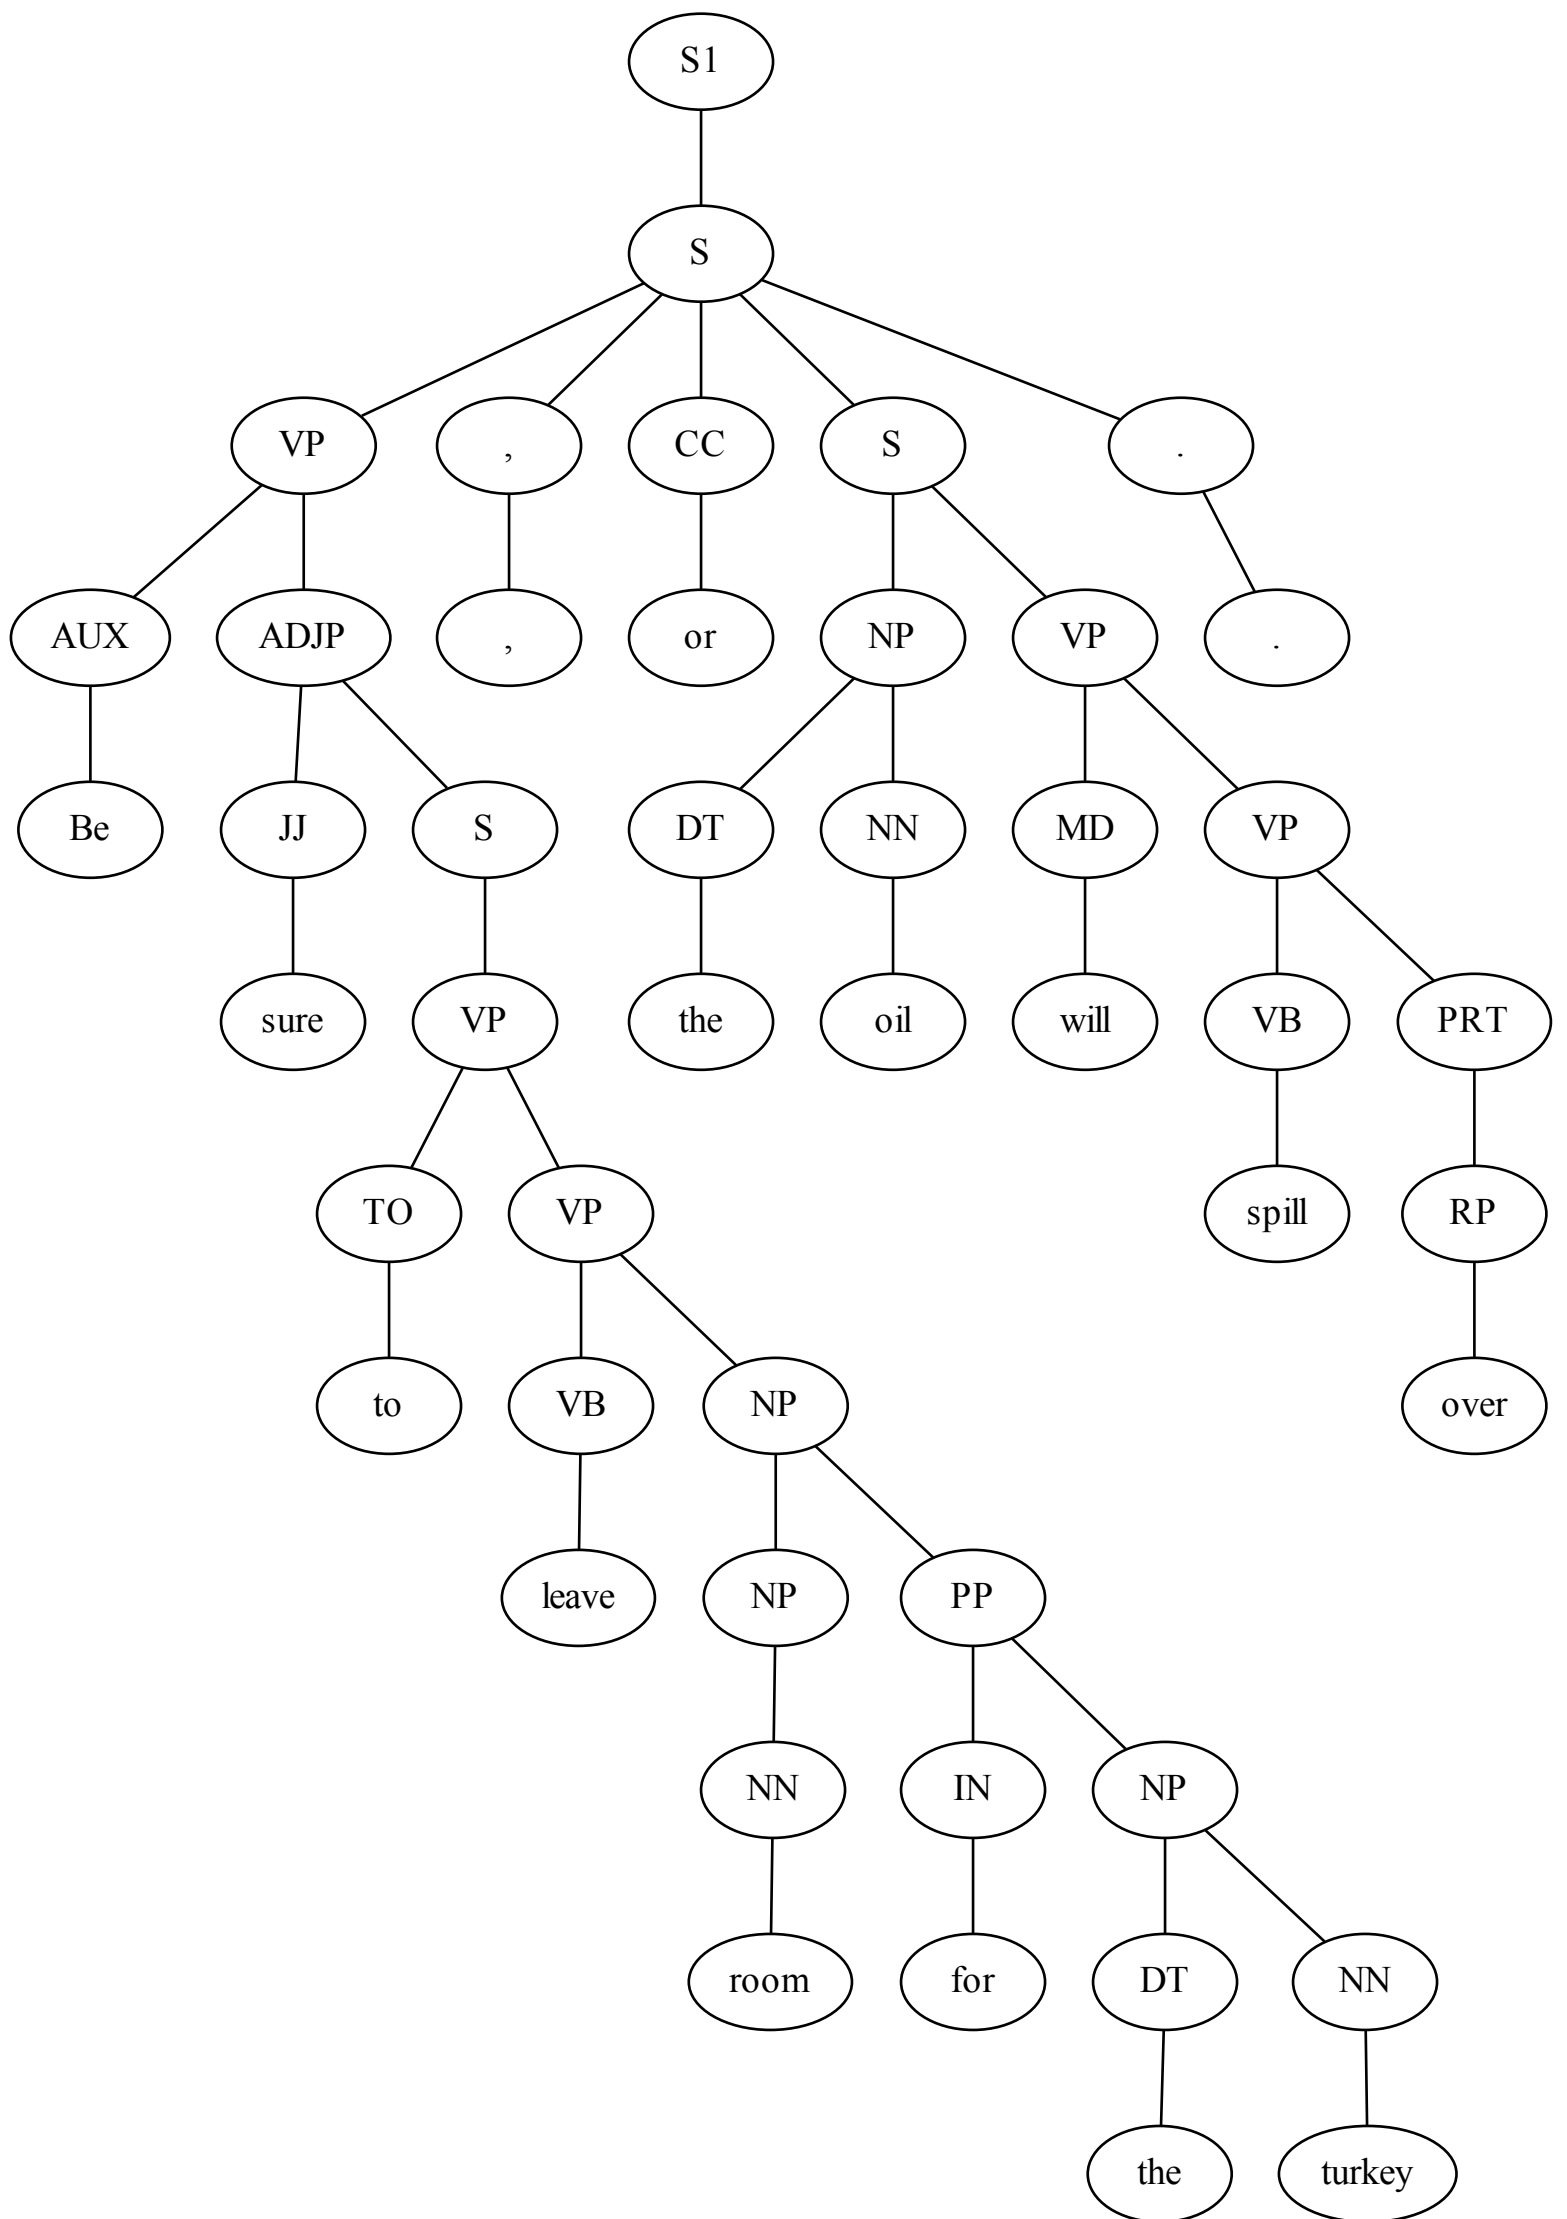 S1
S
VP , CC S .
AUX ADJP , or NP VP .
Be JJ S DT NN MD VP
sure VP the oil will VB PRT
TO VP spill RP
to VB NP over
leave NP PP
NN IN NP
room for DT NN
the turkey